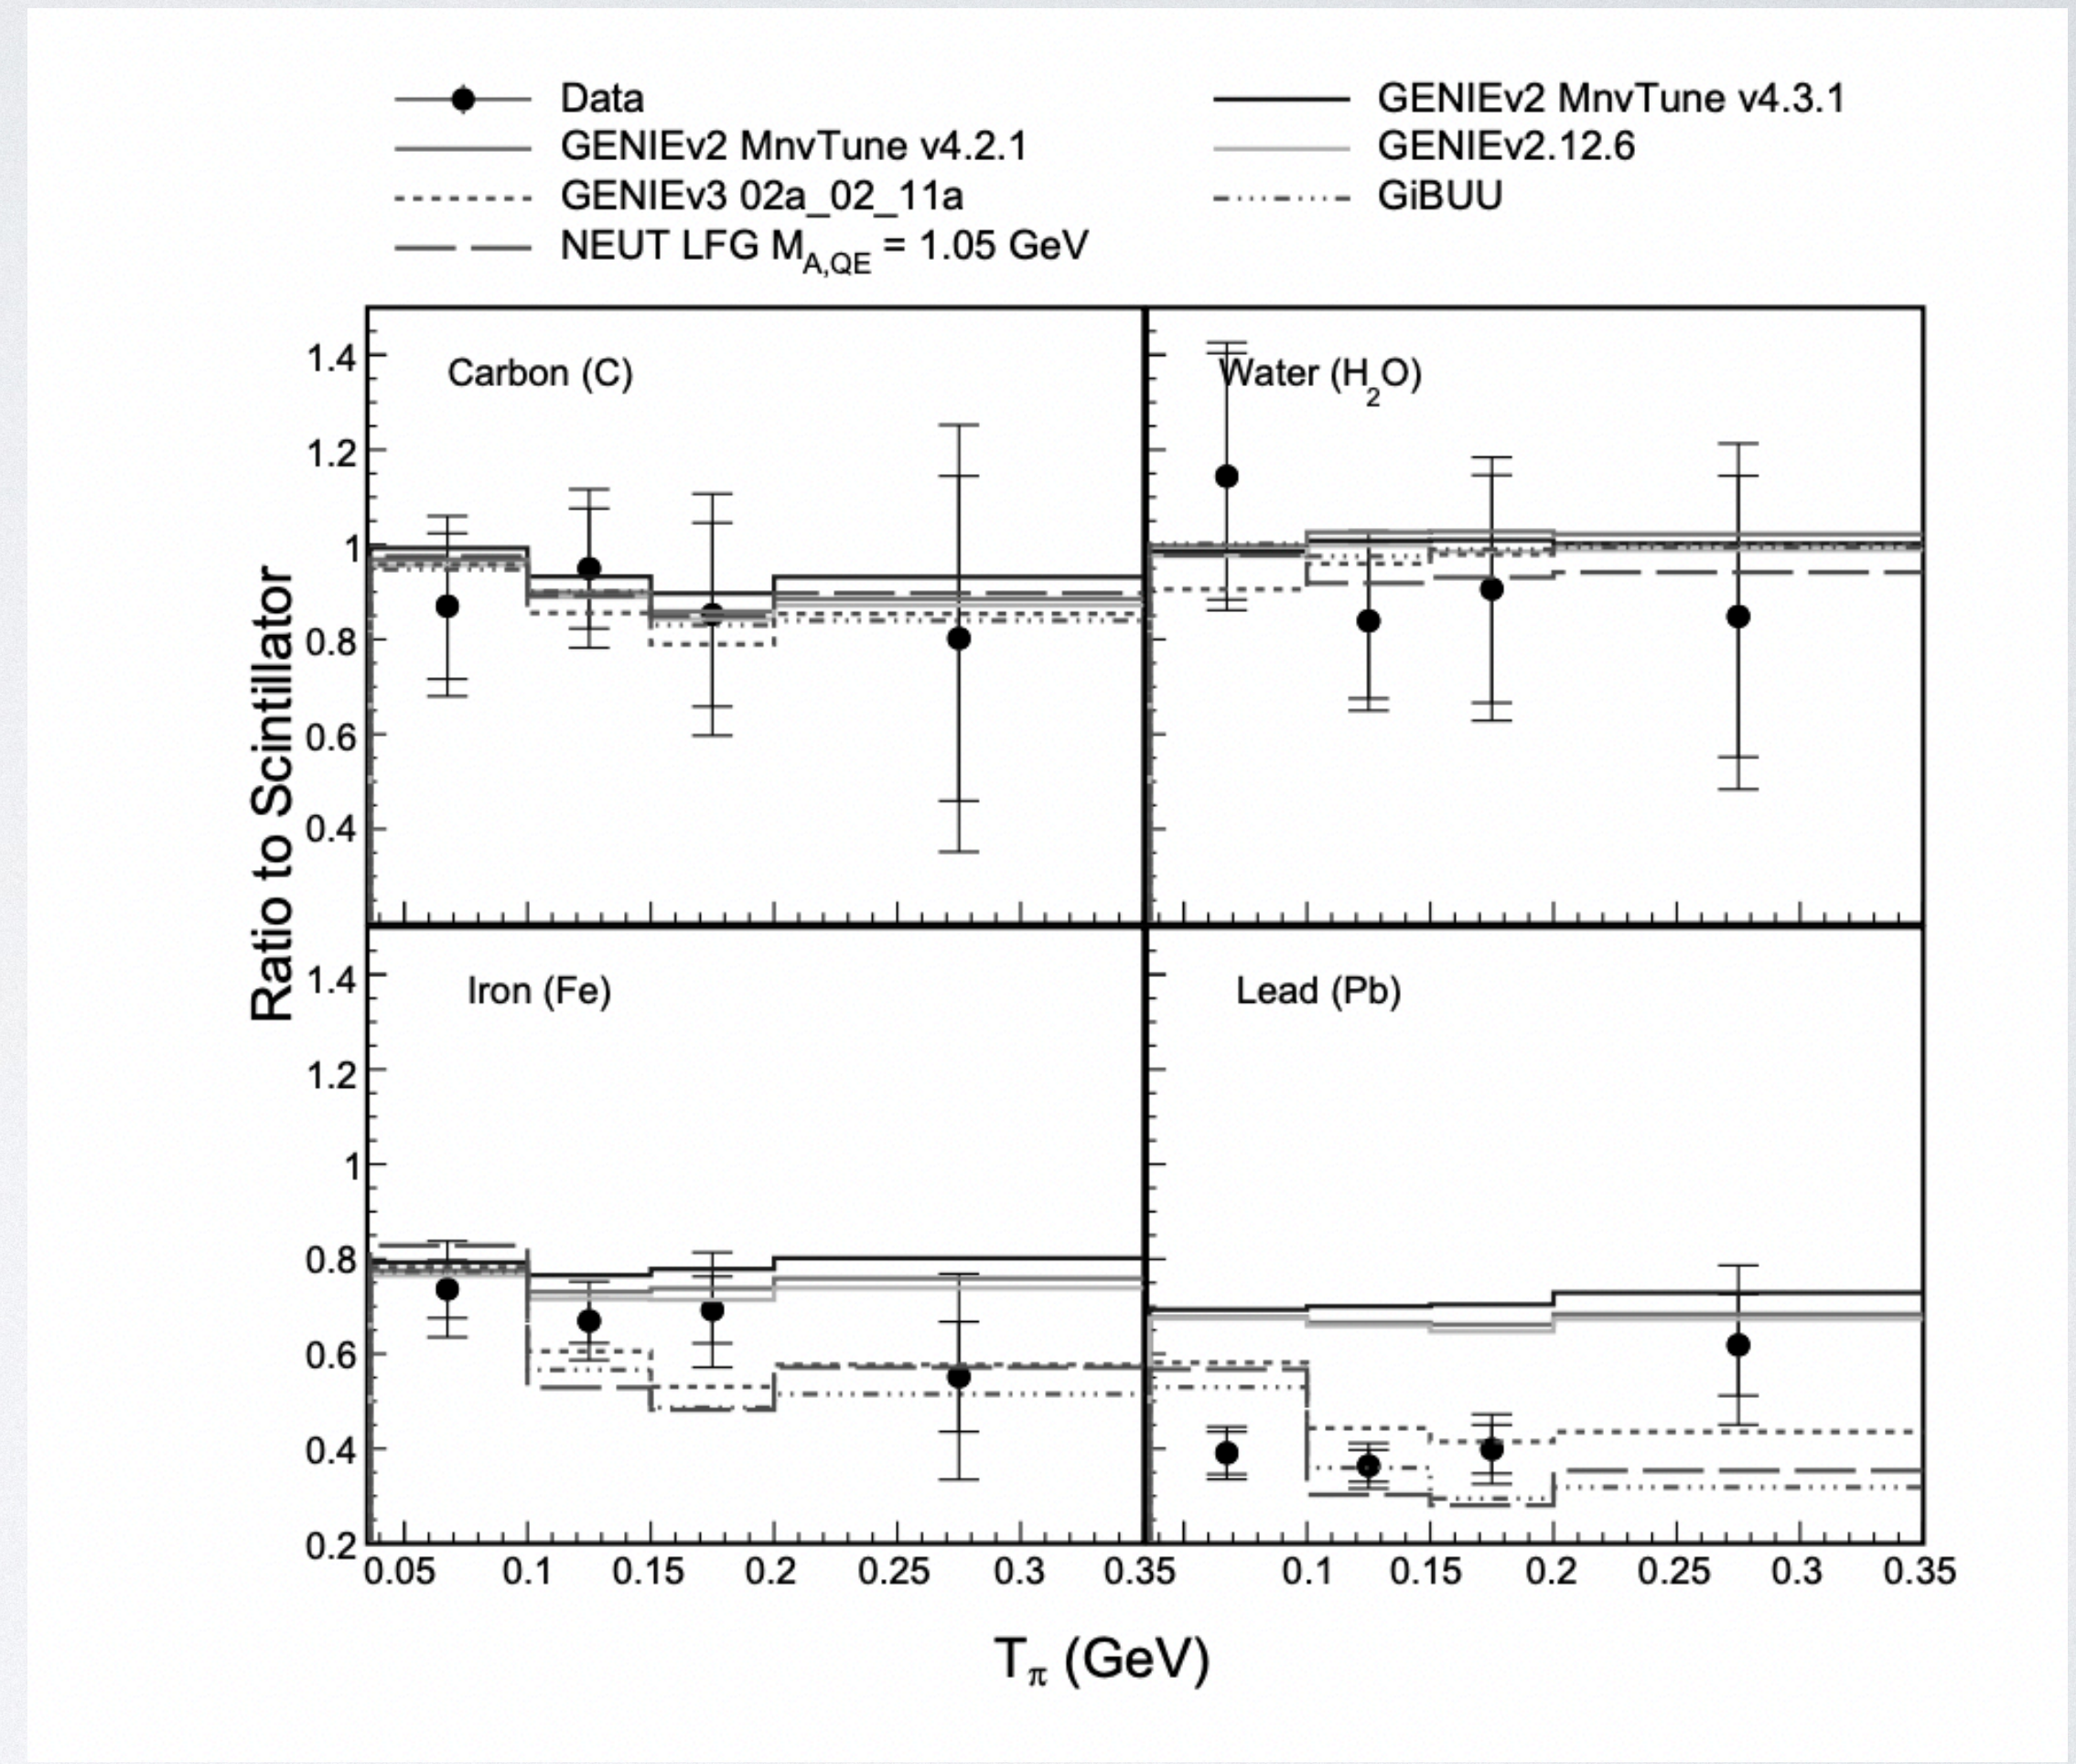 Data
GENIEv2 MnvTune v4.3.1
GENIEv2 MnvTune v4.2.1
GENIEv2.12.6
GENIEv3 02a_02_11a
GiBUU
NEUT LFG M_A,QE = 1.05 GeV
Ratio to Scintillator
1.4
1.2
1
0.8
0.6
0.4
Carbon (C)
Water (H₂O)
1.4
1.2
1
0.8
0.6
0.4
0.2
Iron (Fe)
Lead (Pb)
0.05 0.1 0.15 0.2 0.25 0.3 0.35 0.1 0.15 0.2 0.25 0.3 0.35
T_π (GeV)